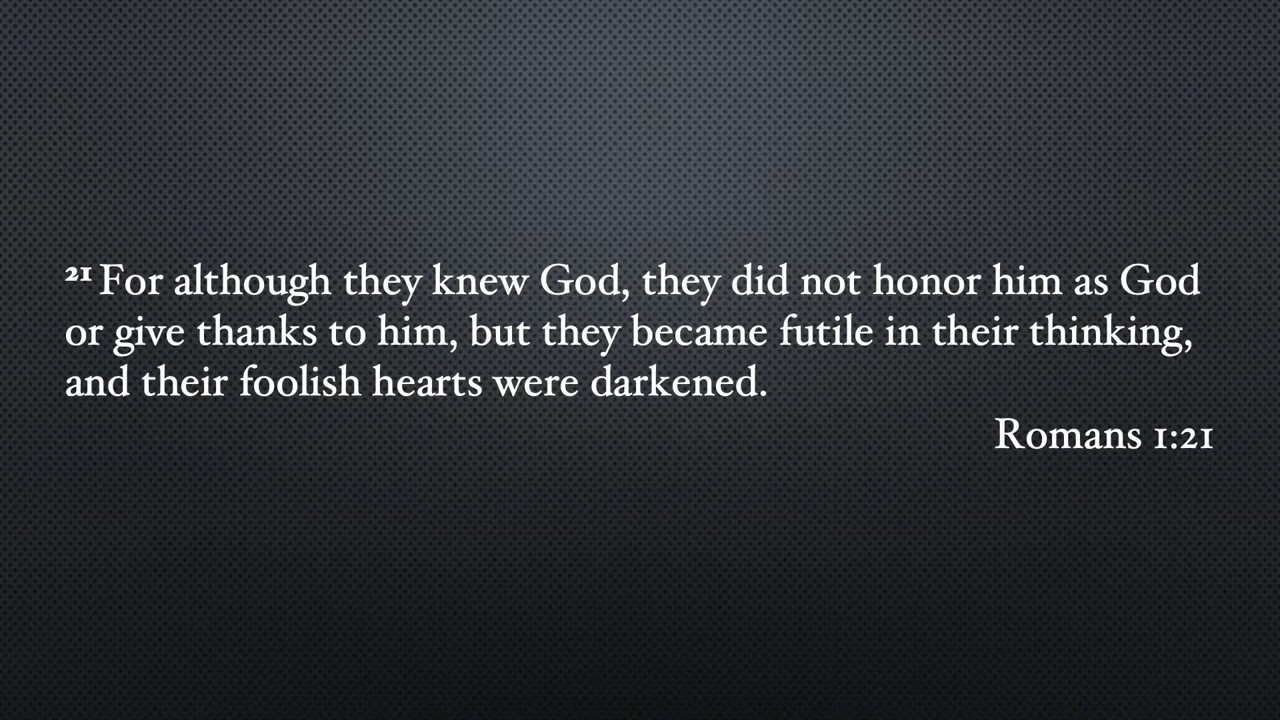 21 For although they knew God, they did not honor him as God
or give thanks to him, but they became futile in their thinking,
and their foolish hearts were darkened.
Romans 1:21